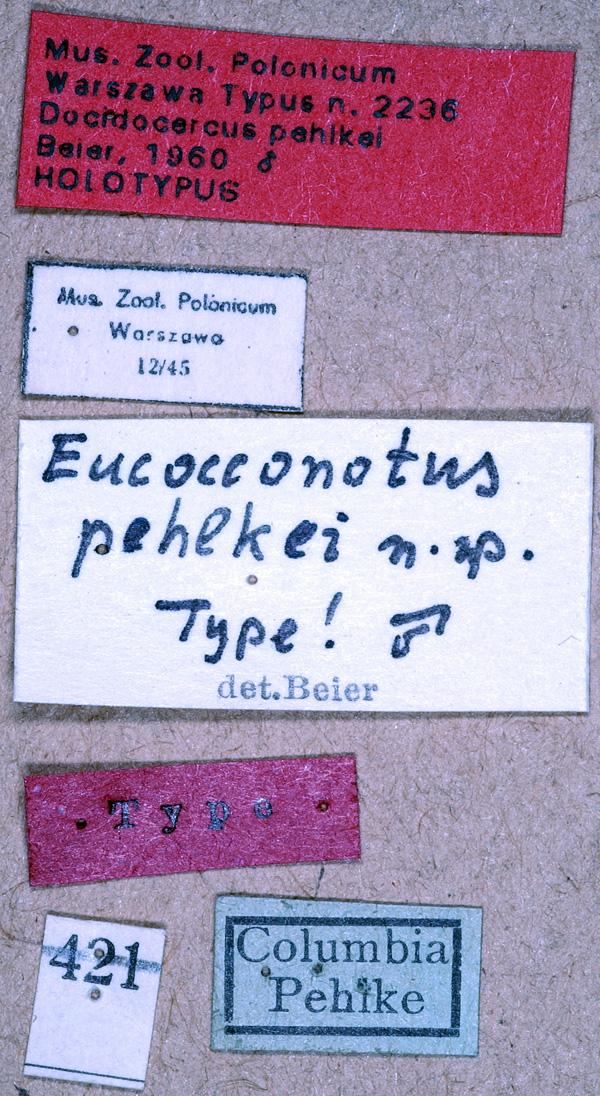 Mus. Zool. Polonicum
Warszawa Typus n. 2236
Docidocercus pehlkei
Beier, 1960 ♂
HOLOTYPUS
Mus. Zool. Polonicum
Warszawa
12/45
Eucocconotus
pehlkei n. sp.
Type! ♂
det. Beier
Type
421
Columbia
Pehlke